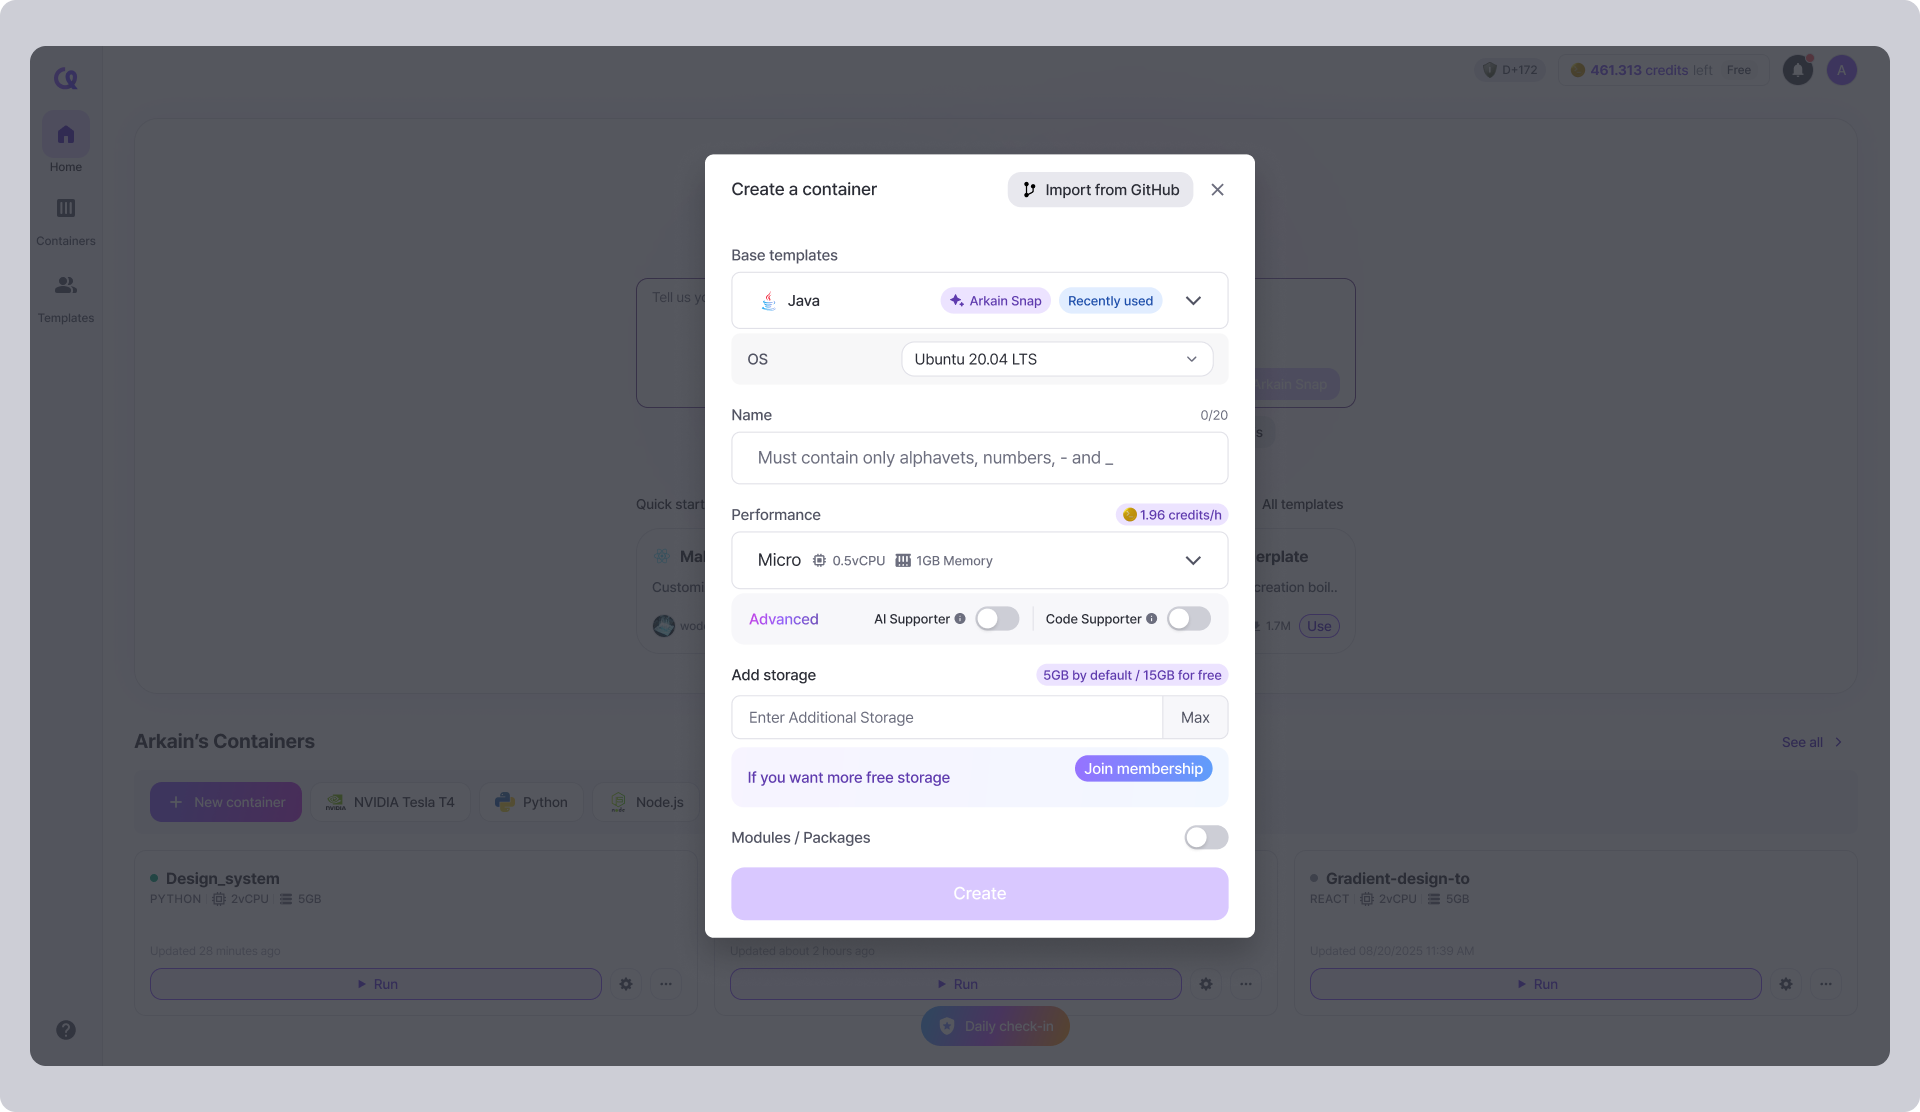 D+172
461.313 credits left Free
A
Home
Containers
Templates
Create a container
Import from GitHub
Base templates
Java
Arkain Snap
Recently used
OS
Ubuntu 20.04 LTS
Name
0/20
Must contain only alphavets, numbers, - and _
Performance
1.96 credits/h
Micro 0.5vCPU 1GB Memory
Advanced
AI Supporter
Code Supporter
Add storage
5GB by default / 15GB for free
Enter Additional Storage
Max
If you want more free storage
Join membership
Modules / Packages
Create
Tell us
Arkain Snap
Quick start
All templates
Customi
creation boil..
1.7M
Use
Arkain’s Containers
See all
New container
NVIDIA Tesla T4
Python
Node.js
Design_system
PYTHON 2vCPU 5GB
Updated 28 minutes ago
Run
Updated about 2 hours ago
Run
Gradient-design-to
REACT 2vCPU 5GB
Updated 08/20/2025 11:39 AM
Run
Daily check-in